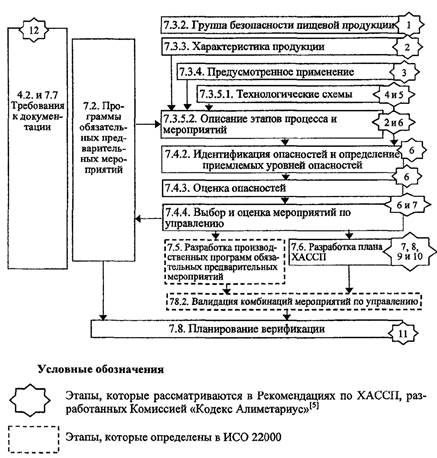 12
4.2. и 7.7
Требования
к докумен-
тации
7.2. Про-
граммы
обязатель-
ных пред-
варитель-
ных меро-
приятий
7.3.2. Группа безопасности пищевой продукции
1
7.3.3. Характеристика продукции
2
7.3.4. Предусмотренное применение
3
7.3.5.1. Технологические схемы
4 и 5
7.3.5.2. Описание этапов процесса и
мероприятий
2 и 6
7.4.2. Идентификация опасностей и определение
приемлемых уровней опасностей
6
7.4.3. Оценка опасностей
6
7.4.4. Выбор и оценка мероприятий по
управлению
6 и 7
7.5. Разработка производ-
ственных программ обя-
зательных предварительных
мероприятий
7.6. Разработка плана
ХАССП
7, 8,
9 и 10
78.2. Валидация комбинаций мероприятий по управлению
7.8. Планирование верификации
11
Условные обозначения
Этапы, которые рассматриваются в Рекомендациях по ХАССП, раз-
работанных Комиссией «Кодекс Алиметариус»[5]
Этапы, которые определены в ИСО 22000